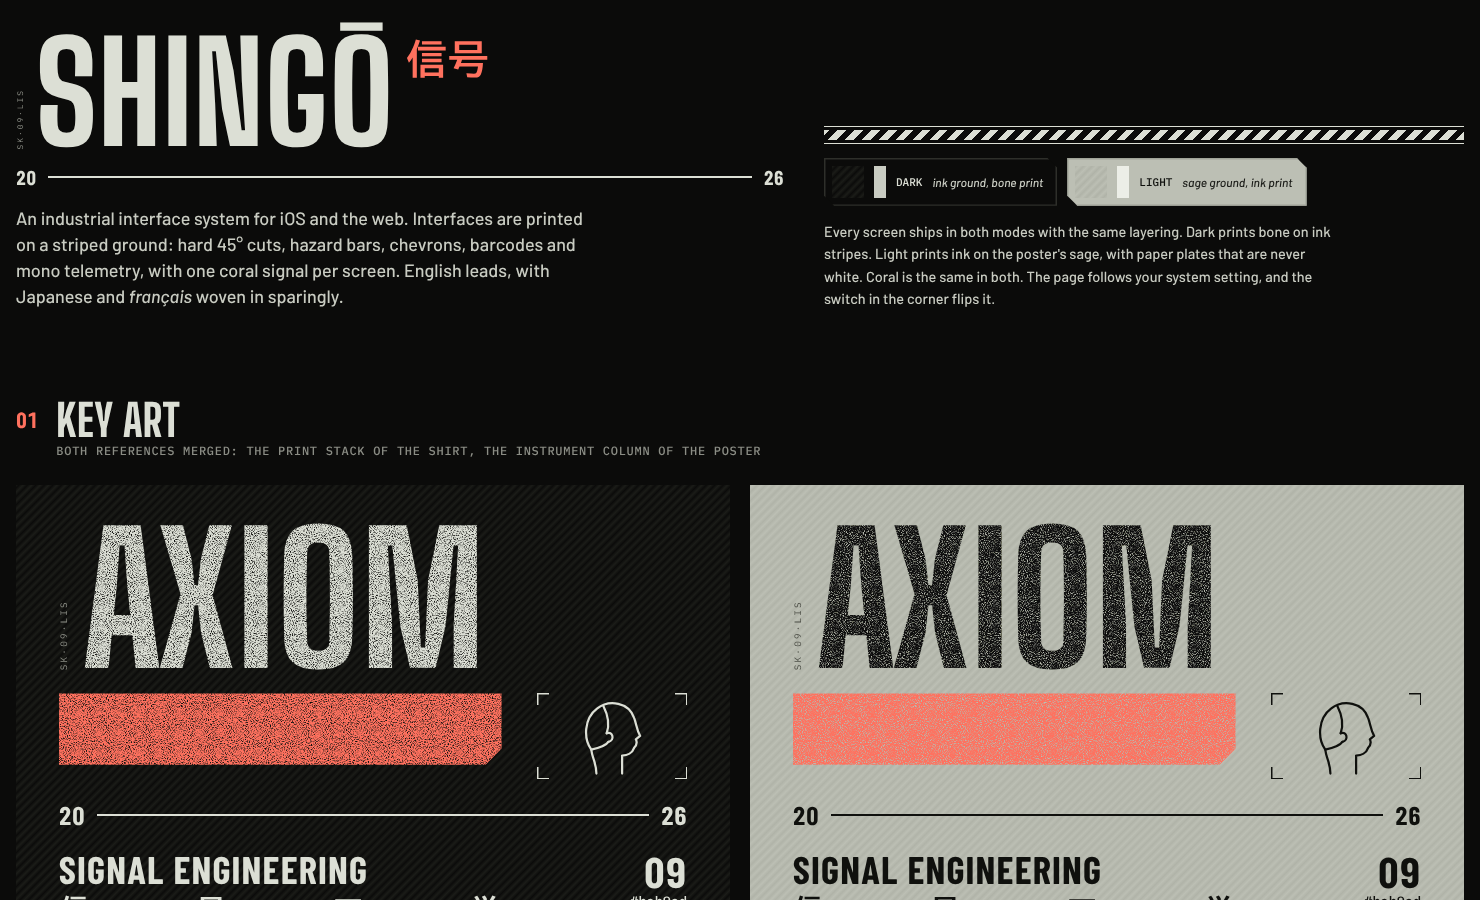 SHINGŌ 信号
SK-09-LIS
20 26
An industrial interface system for iOS and the web. Interfaces are printed
on a striped ground: hard 45° cuts, hazard bars, chevrons, barcodes and
mono telemetry, with one coral signal per screen. English leads, with
Japanese and français woven in sparingly.
DARK ink ground, bone print
LIGHT sage ground, ink print
Every screen ships in both modes with the same layering. Dark prints bone on ink
stripes. Light prints ink on the poster's sage, with paper plates that are never
white. Coral is the same in both. The page follows your system setting, and the
switch in the corner flips it.
01 KEY ART
BOTH REFERENCES MERGED: THE PRINT STACK OF THE SHIRT, THE INSTRUMENT COLUMN OF THE POSTER
AXIOM
SK-09-LIS
20 26
SIGNAL ENGINEERING 09
AXIOM
SK-09-LIS
20 26
SIGNAL ENGINEERING 09